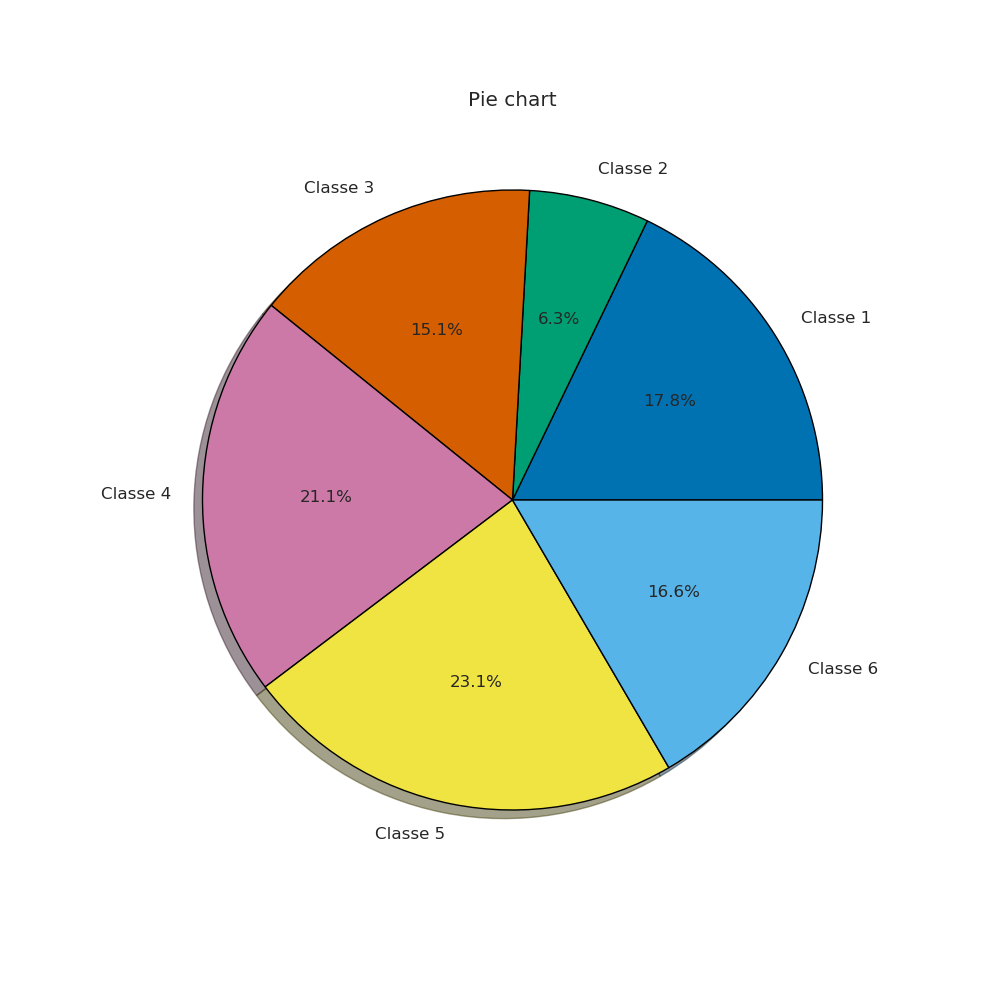 Pie chart
Classe 2
Classe 3
Classe 1
6.3%
15.1%
17.8%
Classe 4
21.1%
16.6%
Classe 6
23.1%
Classe 5